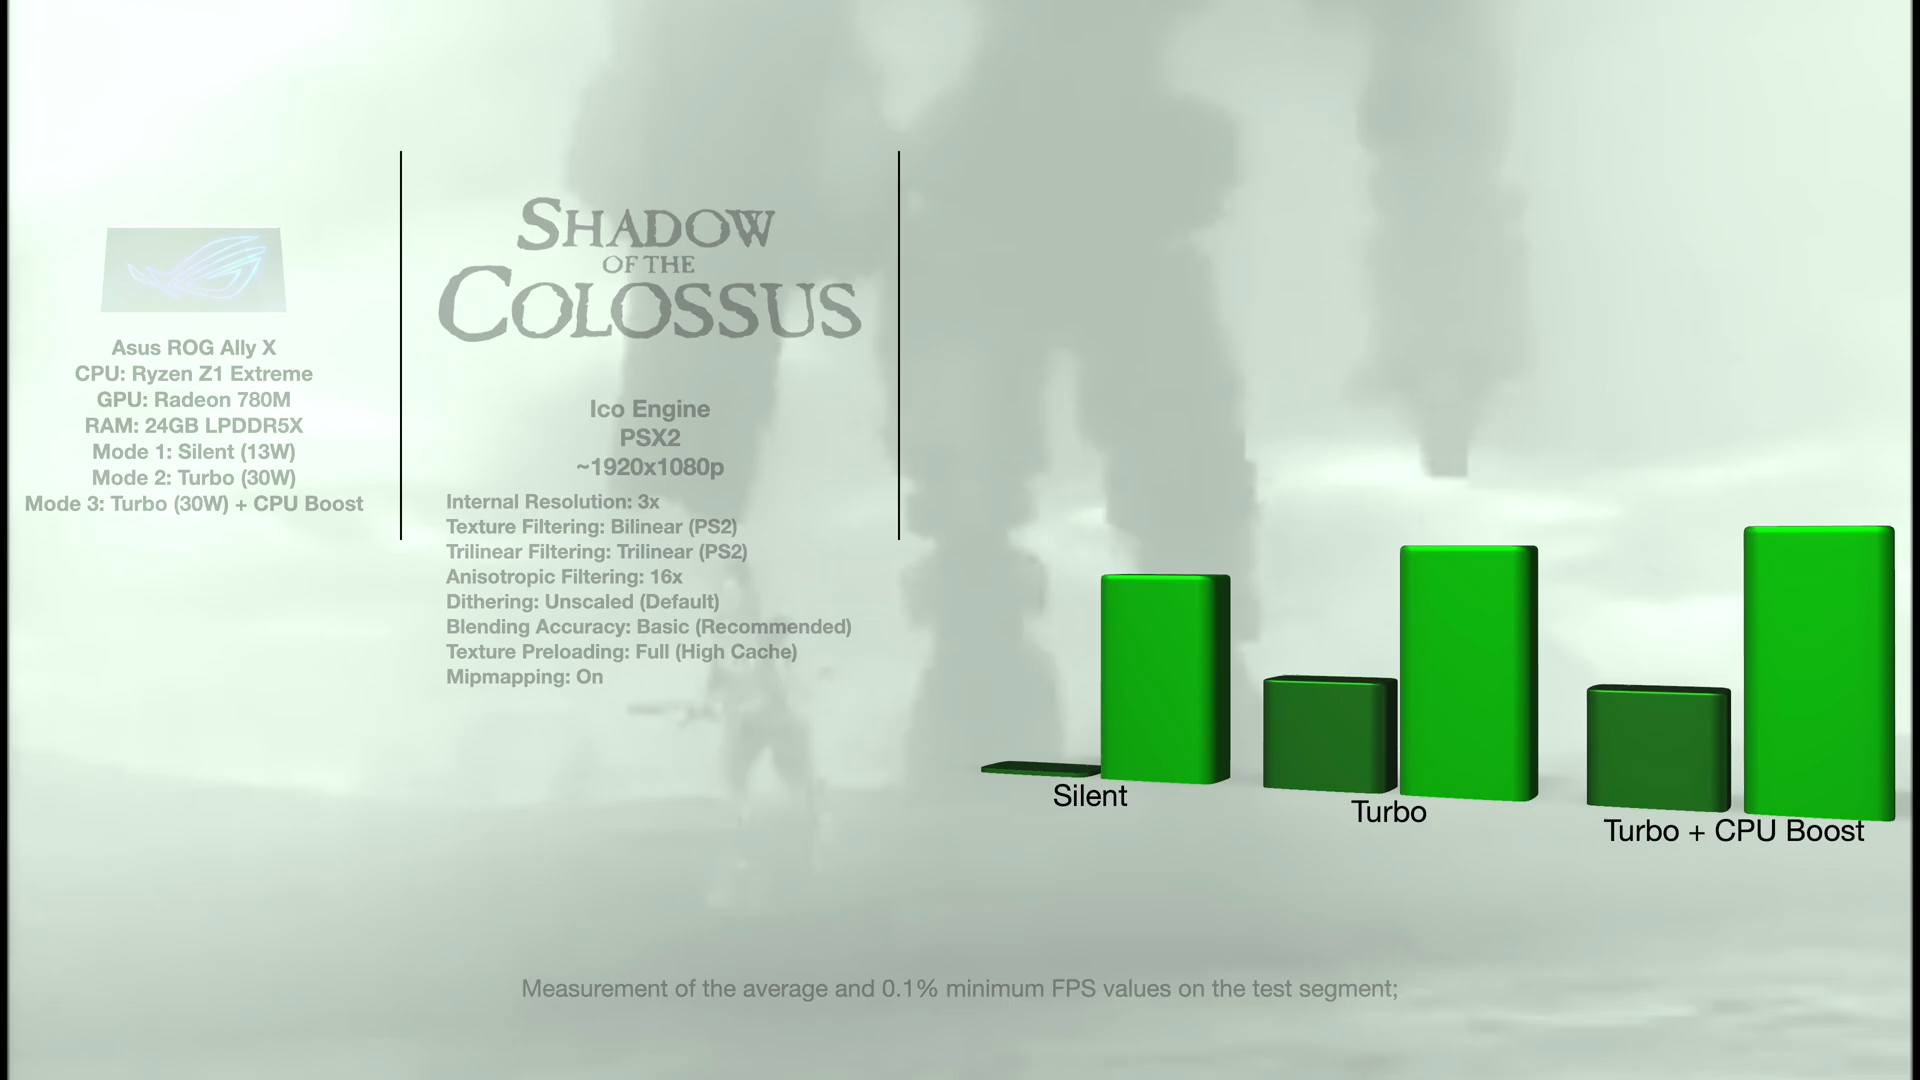 Asus ROG Ally X
CPU: Ryzen Z1 Extreme
GPU: Radeon 780M
RAM: 24GB LPDDR5X
Mode 1: Silent (13W)
Mode 2: Turbo (30W)
Mode 3: Turbo (30W) + CPU Boost
SHADOW
OF THE
COLOSSUS
Ico Engine
PSX2
~1920x1080p
Internal Resolution: 3x
Texture Filtering: Bilinear (PS2)
Trilinear Filtering: Trilinear (PS2)
Anisotropic Filtering: 16x
Dithering: Unscaled (Default)
Blending Accuracy: Basic (Recommended)
Texture Preloading: Full (High Cache)
Mipmapping: On
Silent
Turbo
Turbo + CPU Boost
Measurement of the average and 0.1% minimum FPS values on the test segment;